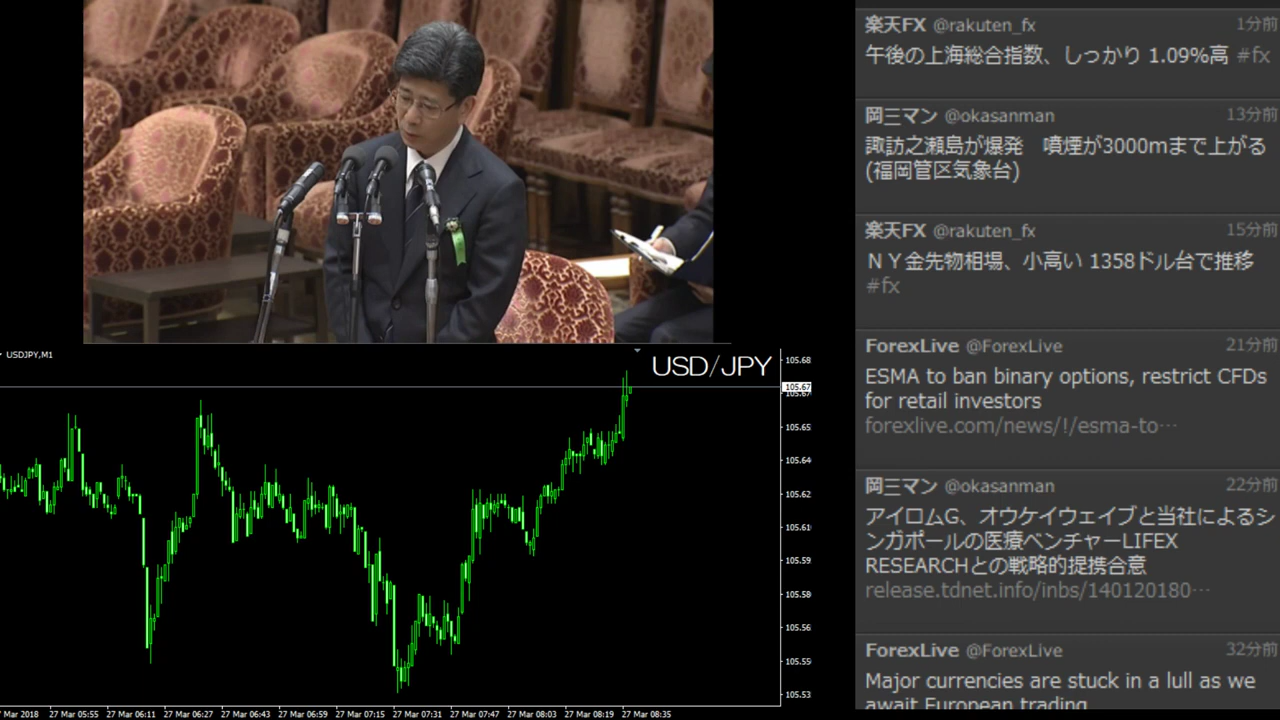 USDJPY,M1
USD/JPY
105.68
105.67
105.67
105.65
105.64
105.62
105.61
105.59
105.58
105.56
105.55
105.53
Mar 2018
27 Mar 05:55
27 Mar 06:11
27 Mar 06:27
27 Mar 06:43
27 Mar 06:59
27 Mar 07:15
27 Mar 07:31
27 Mar 07:47
27 Mar 08:03
27 Mar 08:19
27 Mar 08:35
楽天FX @rakuten_fx 1分前
午後の上海総合指数、しっかり 1.09%高 #fx
岡三マン @okasanman 13分前
諏訪之瀬島が爆発 噴煙が3000mまで上がる
(福岡管区気象台)
楽天FX @rakuten_fx 15分前
ＮＹ金先物相場、小高い 1358ドル台で推移
#fx
ForexLive @ForexLive 21分前
ESMA to ban binary options, restrict CFDs
for retail investors
forexlive.com/news/!/esma-to…
岡三マン @okasanman 22分前
アイロムG、オウケイウェイブと当社によるシ
ンガポールの医療ベンチャーLIFEX
RESEARCHとの戦略的提携合意
release.tdnet.info/inbs/140120180…
ForexLive @ForexLive 32分前
Major currencies are stuck in a lull as we
await European trading